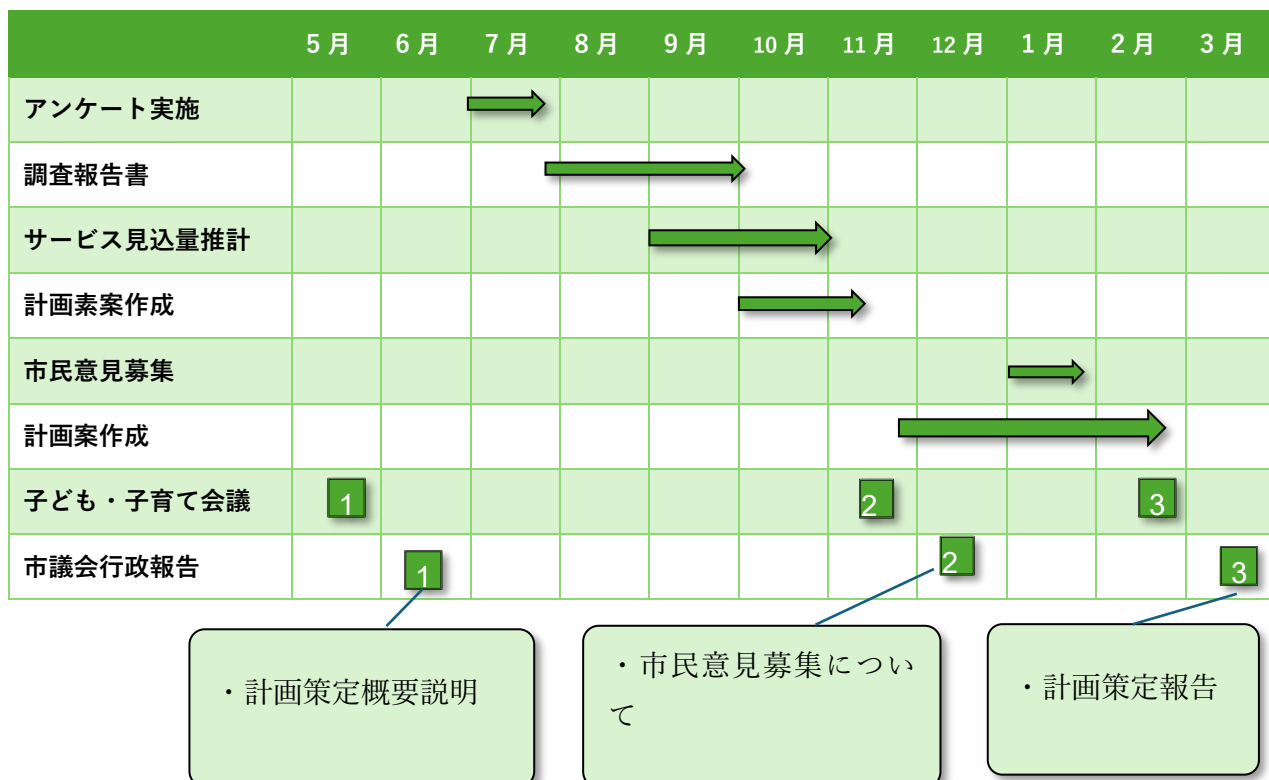 5月 6月 7月 8月 9月 10月 11月 12月 1月 2月 3月
アンケート実施
調査報告書
サービス見込量推計
計画素案作成
市民意見募集
計画案作成
子ども・子育て会議 1 2 3
市議会行政報告 1 2 3
・計画策定概要説明
・市民意見募集につい
て
・計画策定報告